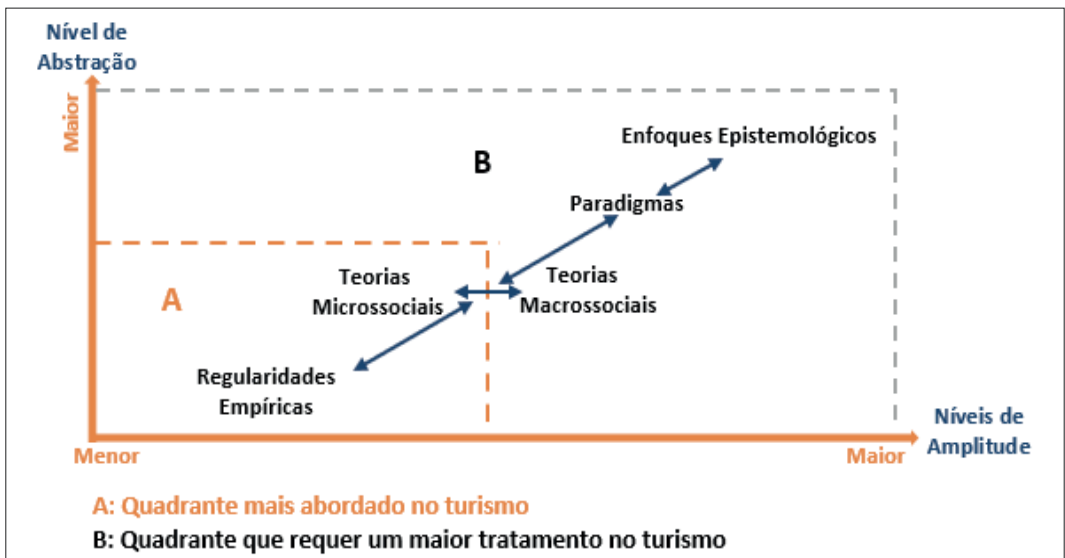 Nível de
Abstração
Maior
Enfoques Epistemológicos
B
Paradigmas
Teorias
Microssociais
Teorias
Macrossociais
A
Regularidades
Empíricas
Níveis de
Amplitude
Menor
Maior
A: Quadrante mais abordado no turismo
B: Quadrante que requer um maior tratamento no turismo